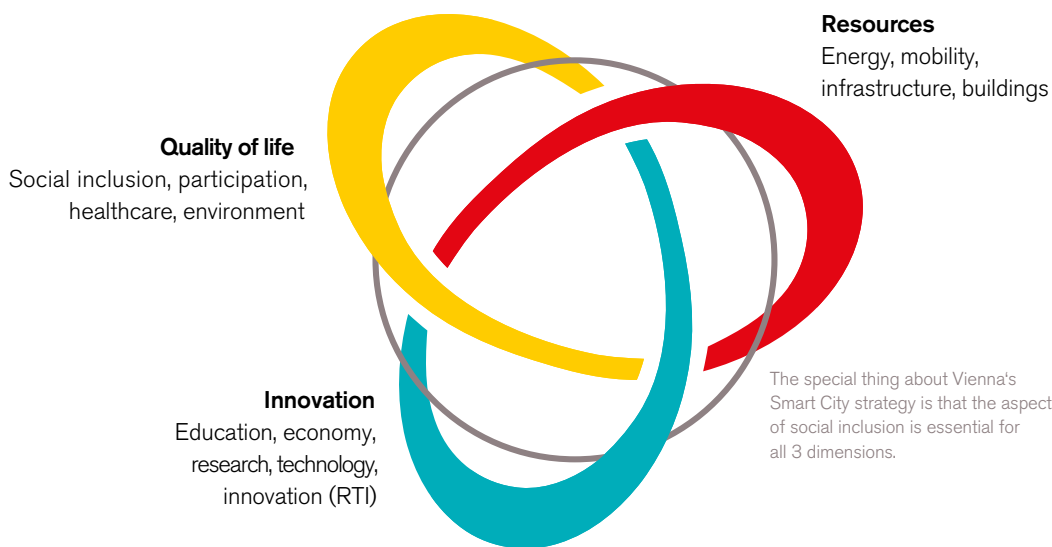 Resources
Energy, mobility,
infrastructure, buildings
Quality of life
Social inclusion, participation,
healthcare, environment
Innovation
Education, economy,
research, technology,
innovation (RTI)
The special thing about Vienna‘s
Smart City strategy is that the aspect
of social inclusion is essential for
all 3 dimensions.